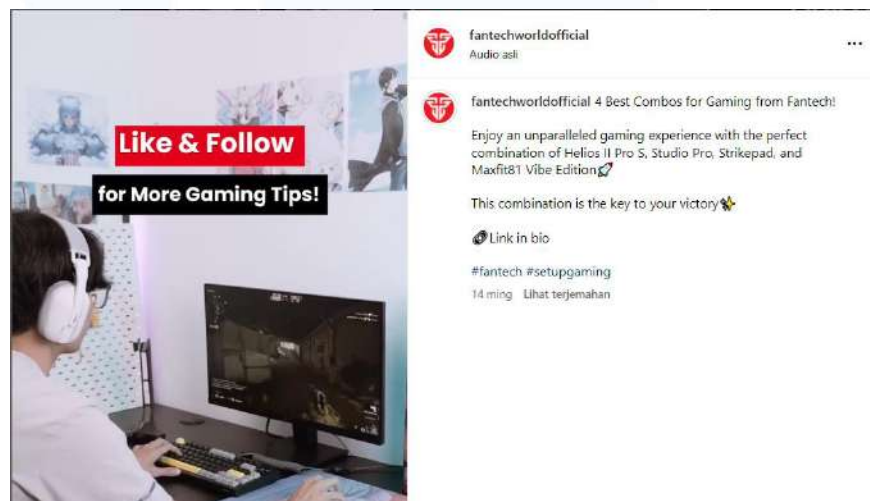 Like & Follow
for More Gaming Tips!
fantechworldofficial
Audio asli
fantechworldofficial 4 Best Combos for Gaming from Fantech!
Enjoy an unparalleled gaming experience with the perfect
combination of Helios II Pro S, Studio Pro, Strikepad, and
Maxfit81 Vibe Edition🚀
This combination is the key to your victory✨
🔗Link in bio
#fantech #setupgaming
14 ming Lihat terjemahan